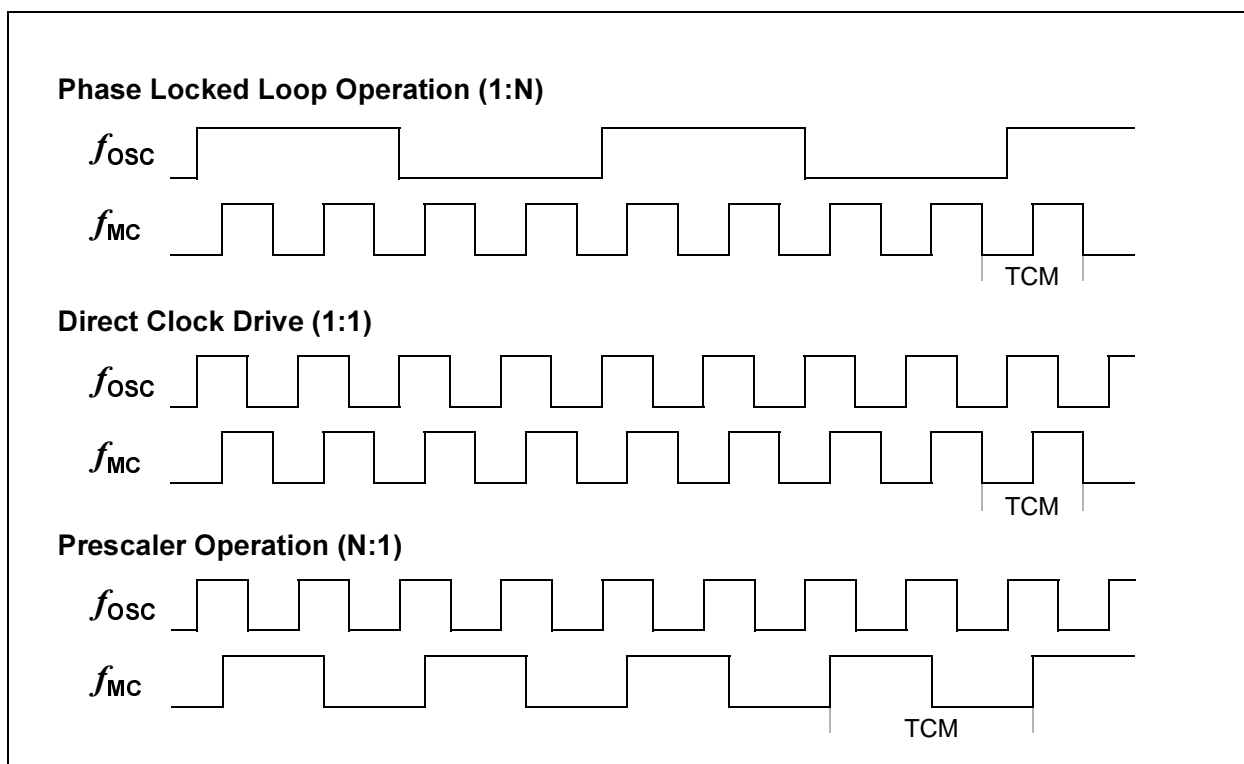 Phase Locked Loop Operation (1:N)
fOSC
fMC
TCM
Direct Clock Drive (1:1)
fOSC
fMC
TCM
Prescaler Operation (N:1)
fOSC
fMC
TCM